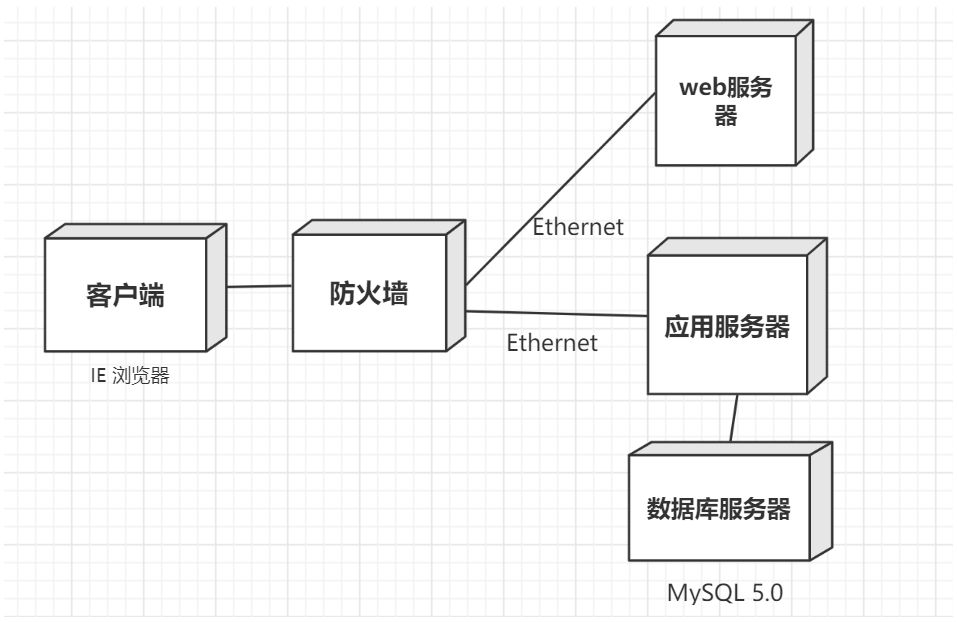 web服务
器
Ethernet
客户端
防火墙
应用服务器
Ethernet
IE 浏览器
数据库服务器
MySQL 5.0